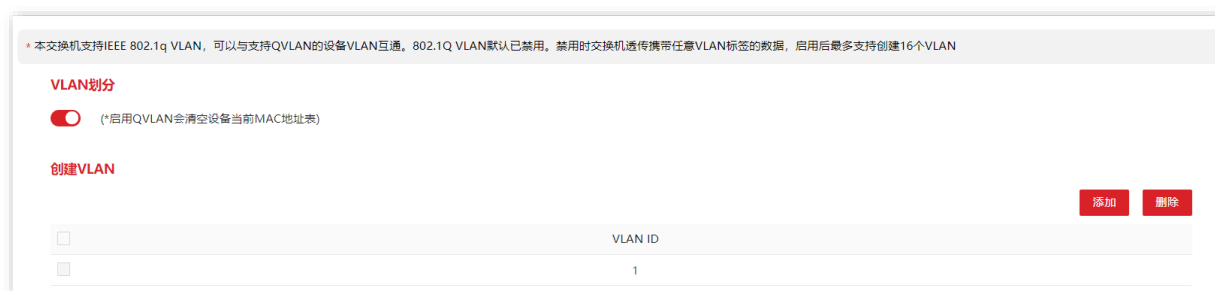 * 本交换机支持IEEE 802.1q VLAN，可以与支持QVLAN的设备VLAN互通。802.1Q VLAN默认已禁用。禁用时交换机透传携带任意VLAN标签的数据，启用后最多支持创建16个VLAN
VLAN划分
(*启用QVLAN会清空设备当前MAC地址表)
创建VLAN
添加 删除
VLAN ID
1